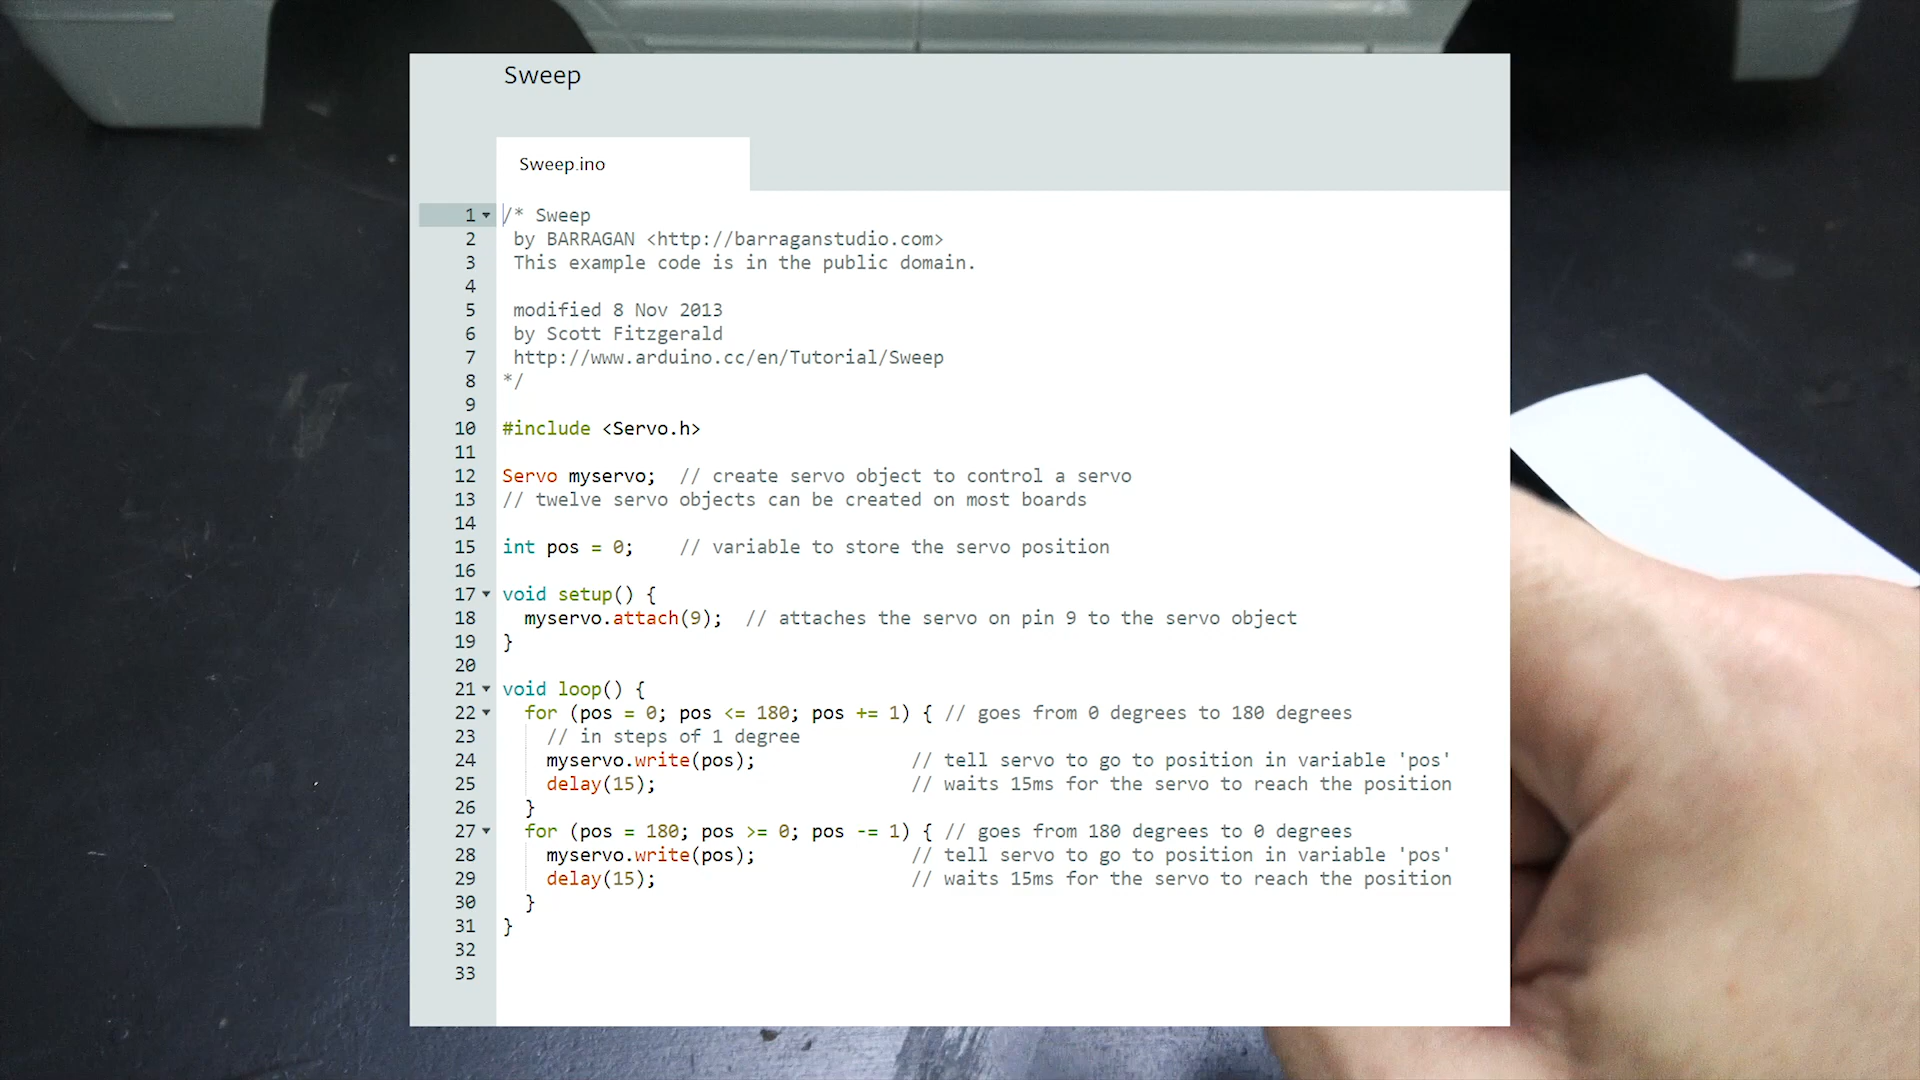 Sweep
Sweep.ino
1 /* Sweep
2 by BARRAGAN <http://barraganstudio.com>
3 This example code is in the public domain.
4
5 modified 8 Nov 2013
6 by Scott Fitzgerald
7 http://www.arduino.cc/en/Tutorial/Sweep
8 */
9
10 #include <Servo.h>
11
12 Servo myservo;  // create servo object to control a servo
13 // twelve servo objects can be created on most boards
14
15 int pos = 0;    // variable to store the servo position
16
17 void setup() {
18   myservo.attach(9);  // attaches the servo on pin 9 to the servo object
19 }
20
21 void loop() {
22   for (pos = 0; pos <= 180; pos += 1) { // goes from 0 degrees to 180 degrees
23     // in steps of 1 degree
24     myservo.write(pos);              // tell servo to go to position in variable 'pos'
25     delay(15);                       // waits 15ms for the servo to reach the position
26   }
27   for (pos = 180; pos >= 0; pos -= 1) { // goes from 180 degrees to 0 degrees
28     myservo.write(pos);              // tell servo to go to position in variable 'pos'
29     delay(15);                       // waits 15ms for the servo to reach the position
30   }
31 }
32
33